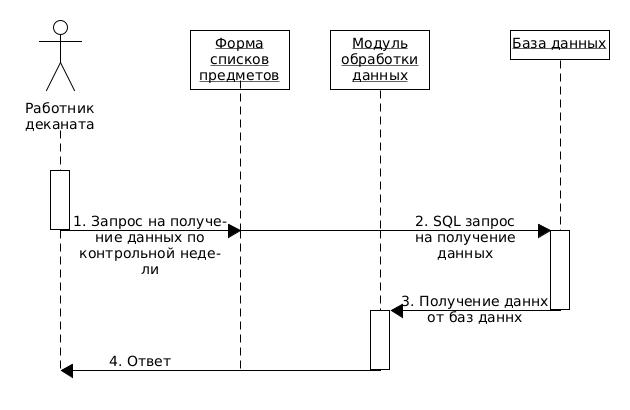 Форма
списков
предметов
Модуль
обработки
данных
База данных
Работник
деканата
1. Запрос на получе-
ние данных по
контрольной неде-
ли
2. SQL запрос
на получение
данных
3. Получение даннх
от баз даннх
4. Ответ